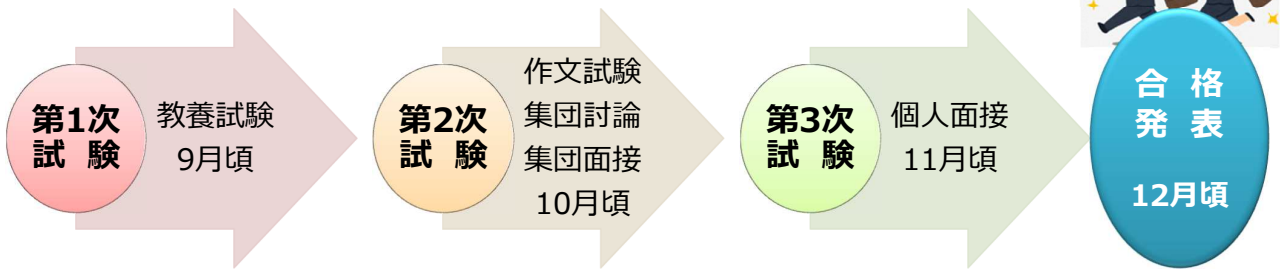 第1次
試 験
教養試験
9月頃
第2次
試 験
作文試験
集団討論
集団面接
10月頃
第3次
試 験
個人面接
11月頃
合 格
発 表
12月頃